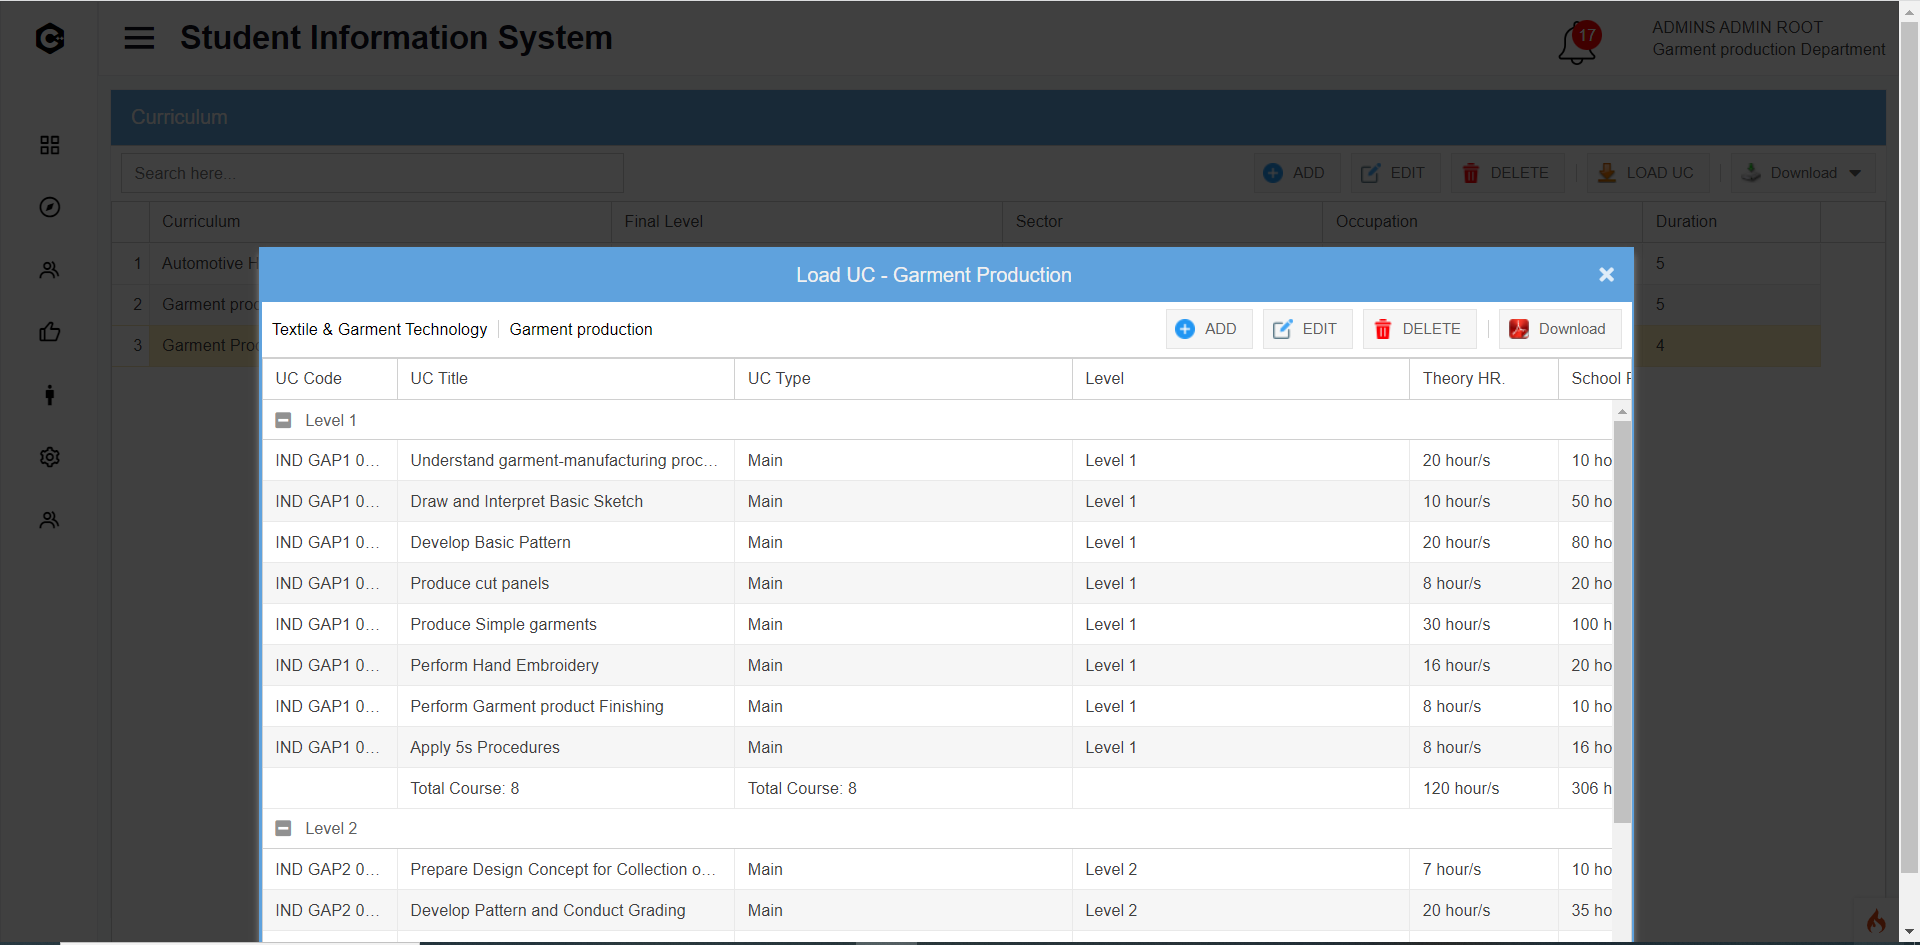 Student Information System
17
ADMINS ADMIN ROOT
Garment production Department
Curriculum
Search here...
ADD EDIT DELETE LOAD UC Download
Curriculum Final Level Sector Occupation Duration
1 Automotive 5
2 Garment 5
3 Garment 4
Load UC - Garment Production
Textile & Garment Technology Garment production ADD EDIT DELETE Download
UC Code UC Title UC Type Level Theory HR. School
Level 1
IND GAP1 0... Understand garment-manufacturing proc... Main Level 1 20 hour/s 10 ho
IND GAP1 0... Draw and Interpret Basic Sketch Main Level 1 10 hour/s 50 ho
IND GAP1 0... Develop Basic Pattern Main Level 1 20 hour/s 80 ho
IND GAP1 0... Produce cut panels Main Level 1 8 hour/s 20 ho
IND GAP1 0... Produce Simple garments Main Level 1 30 hour/s 100 h
IND GAP1 0... Perform Hand Embroidery Main Level 1 16 hour/s 20 ho
IND GAP1 0... Perform Garment product Finishing Main Level 1 8 hour/s 10 ho
IND GAP1 0... Apply 5s Procedures Main Level 1 8 hour/s 16 ho
Total Course: 8 Total Course: 8 120 hour/s 306 h
Level 2
IND GAP2 0... Prepare Design Concept for Collection o... Main Level 2 7 hour/s 10 ho
IND GAP2 0... Develop Pattern and Conduct Grading Main Level 2 20 hour/s 35 ho